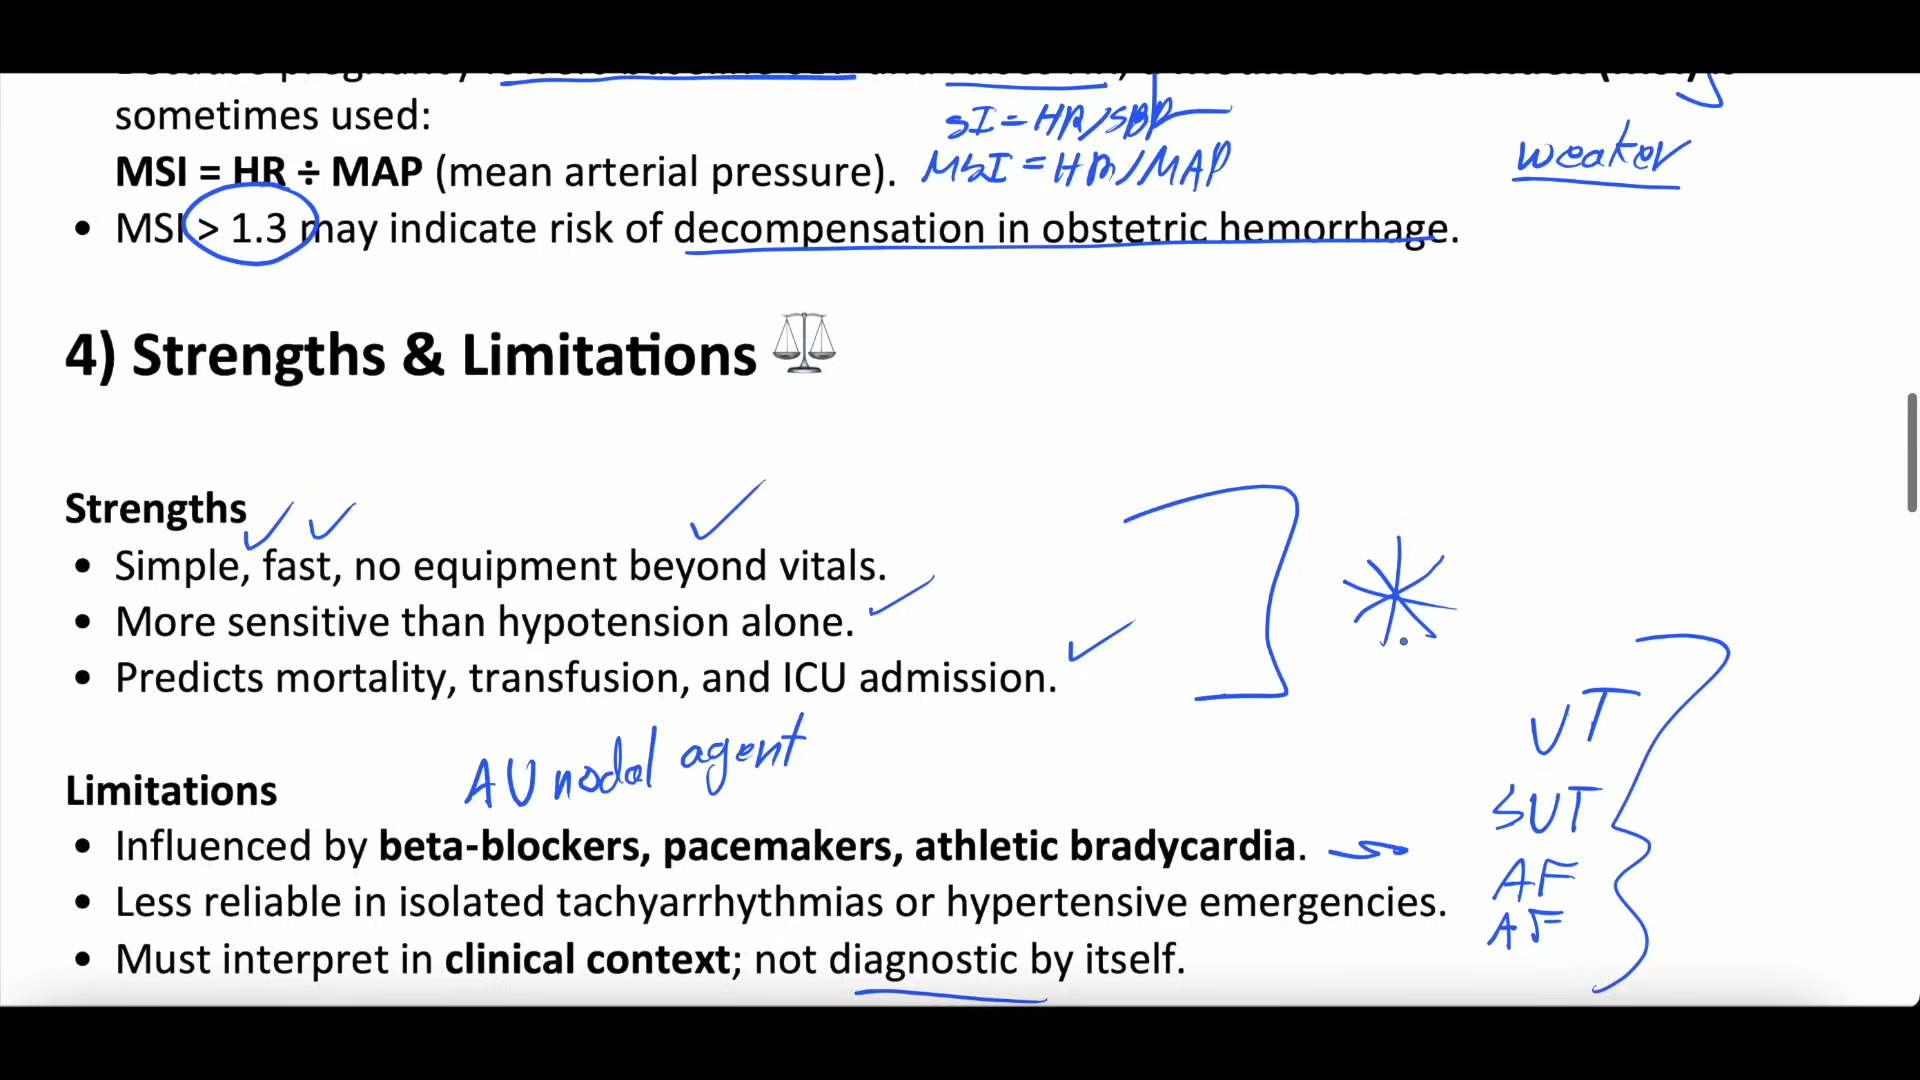 sometimes used:
SI = HR/SBP
MSI = HR ÷ MAP (mean arterial pressure).
MSI = HR/MAP
weaker
• MSI > 1.3 may indicate risk of decompensation in obstetric hemorrhage.
4) Strengths & Limitations
Strengths
• Simple, fast, no equipment beyond vitals.
• More sensitive than hypotension alone.
• Predicts mortality, transfusion, and ICU admission.
AV nodal agent
Limitations
• Influenced by beta-blockers, pacemakers, athletic bradycardia.
• Less reliable in isolated tachyarrhythmias or hypertensive emergencies.
• Must interpret in clinical context; not diagnostic by itself.
VT
SVT
AF
AF